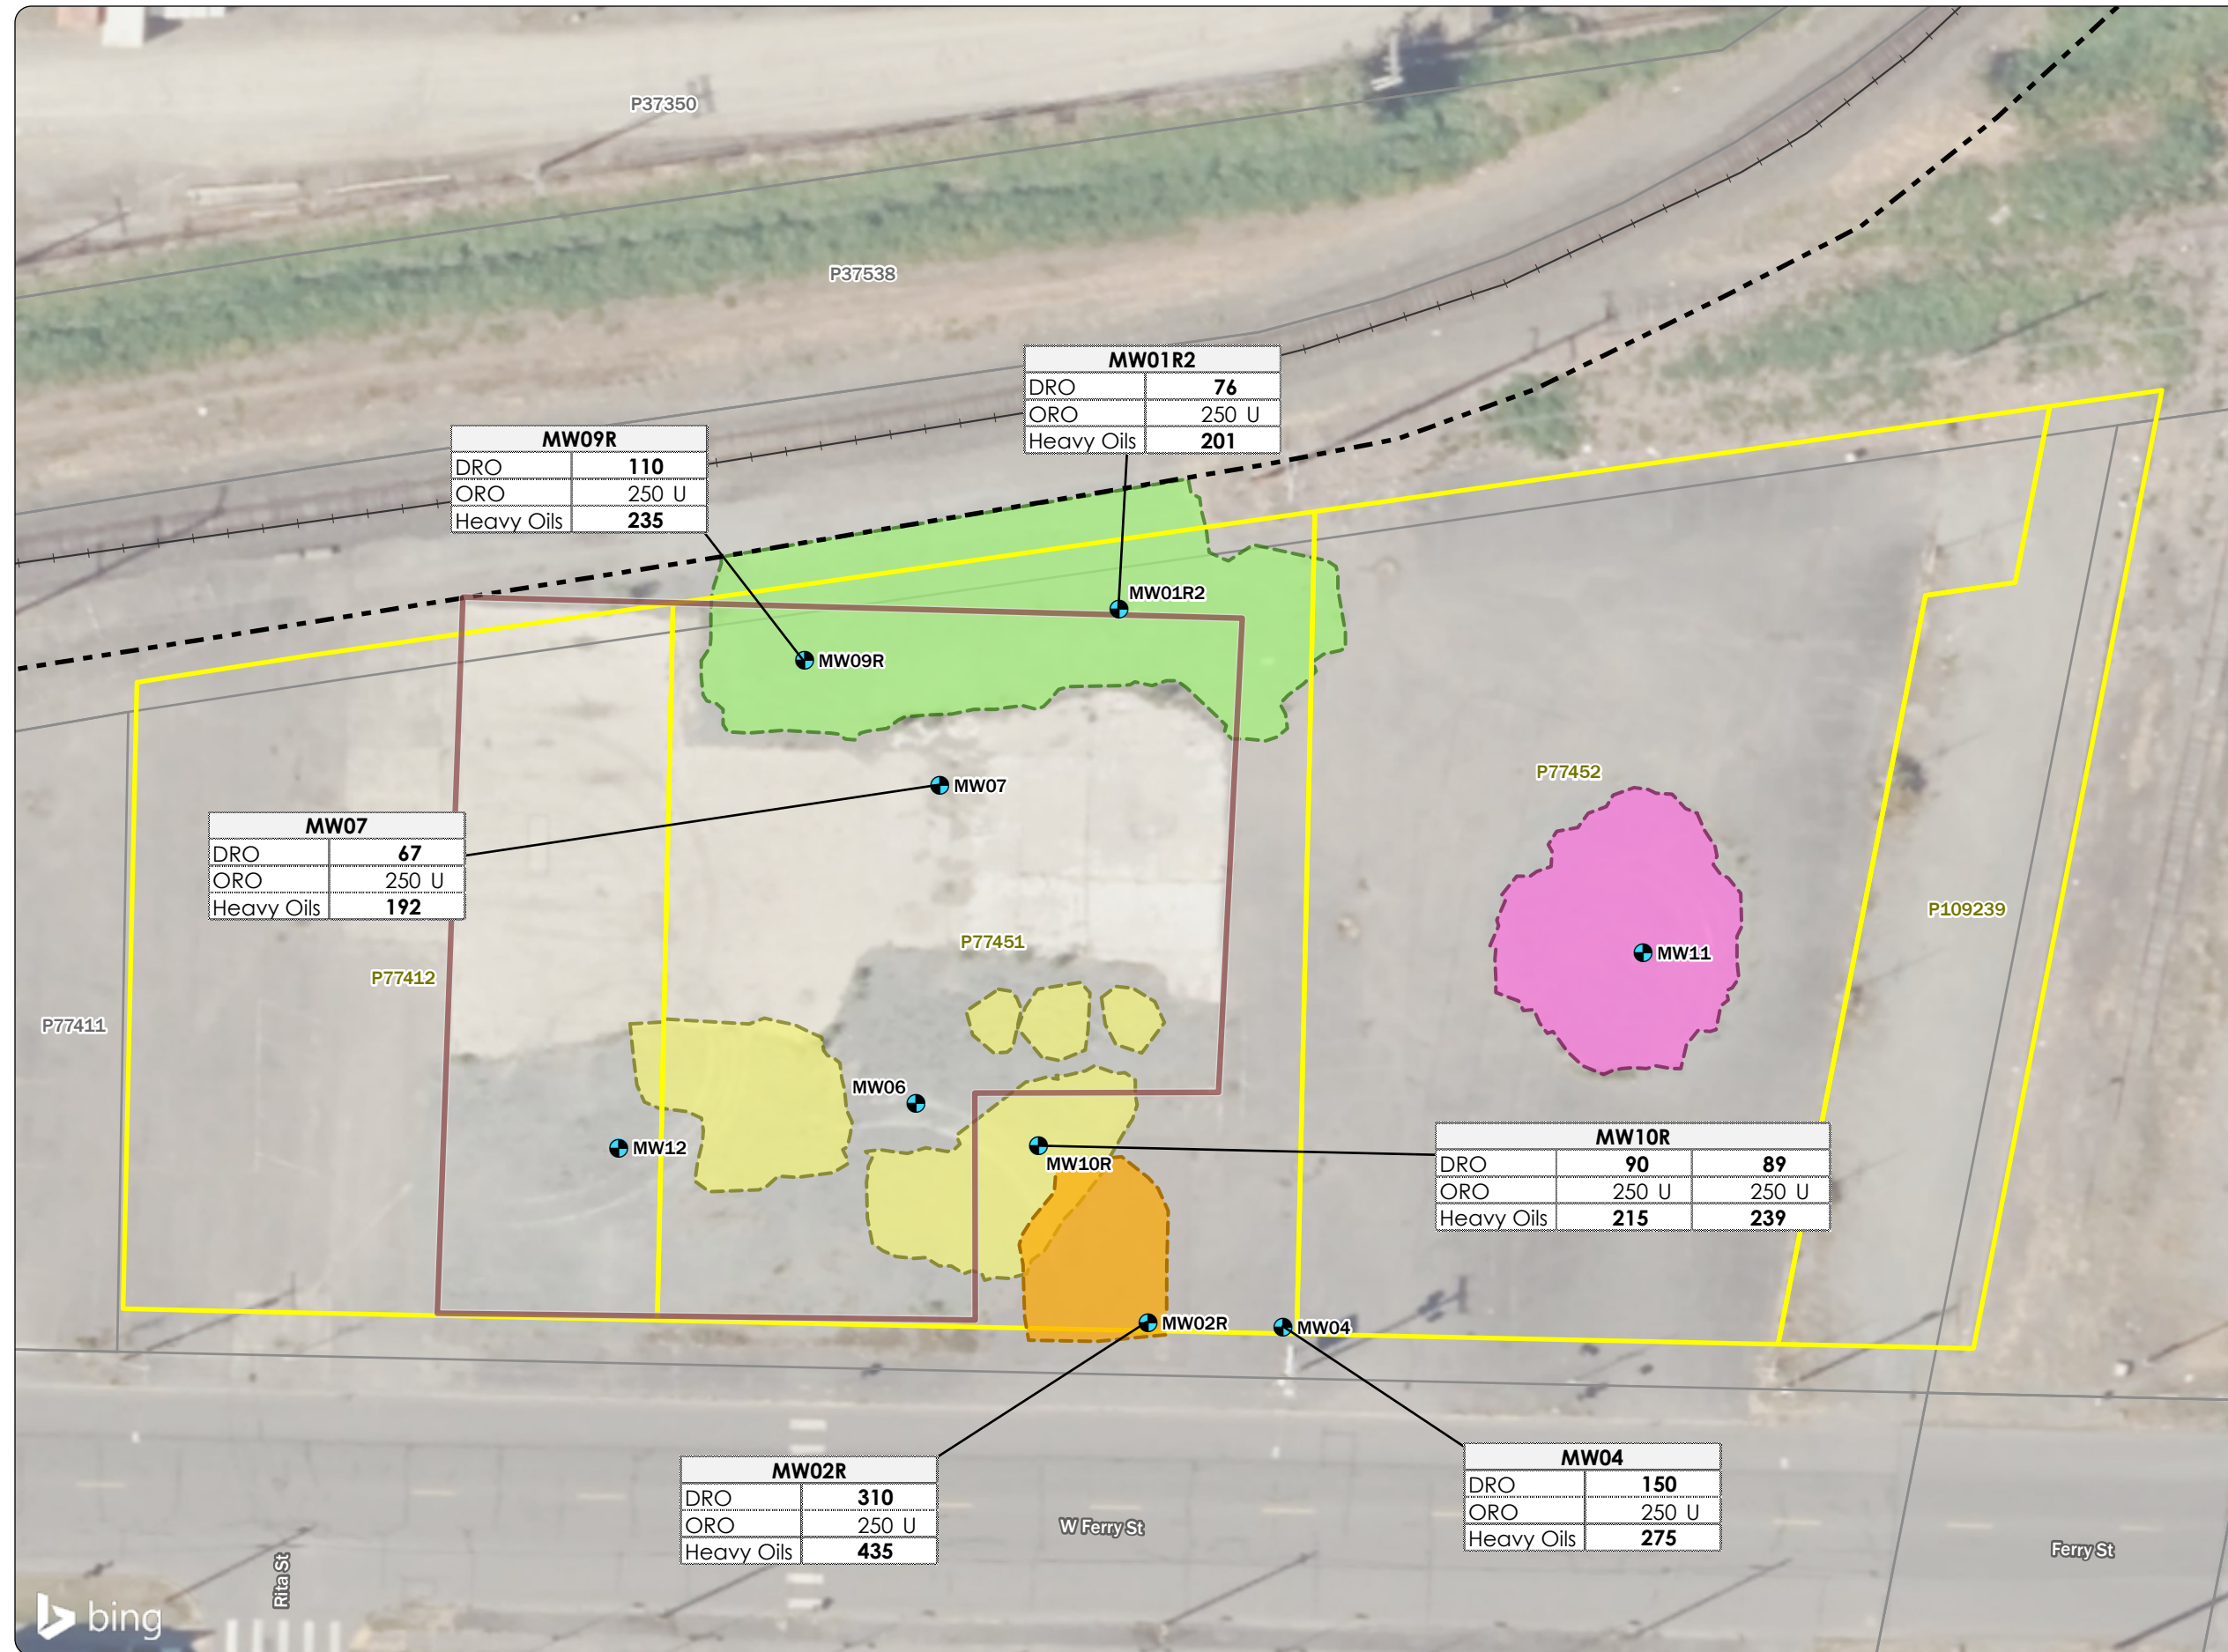 P37350
P37538
MW01R2
DRO 76
ORO 250 U
Heavy Oils 201
MW09R
DRO 110
ORO 250 U
Heavy Oils 235
MW01R2
MW09R
MW07
MW07
DRO 67
ORO 250 U
Heavy Oils 192
P77452
P109239
P77451
MW11
P77412
P77411
MW06
MW12
MW10R
MW10R
DRO 90 89
ORO 250 U 250 U
Heavy Oils 215 239
MW02R
MW04
MW02R
DRO 310
ORO 250 U
Heavy Oils 435
MW04
DRO 150
ORO 250 U
Heavy Oils 275
W Ferry St
Ferry St
Rita St
bing